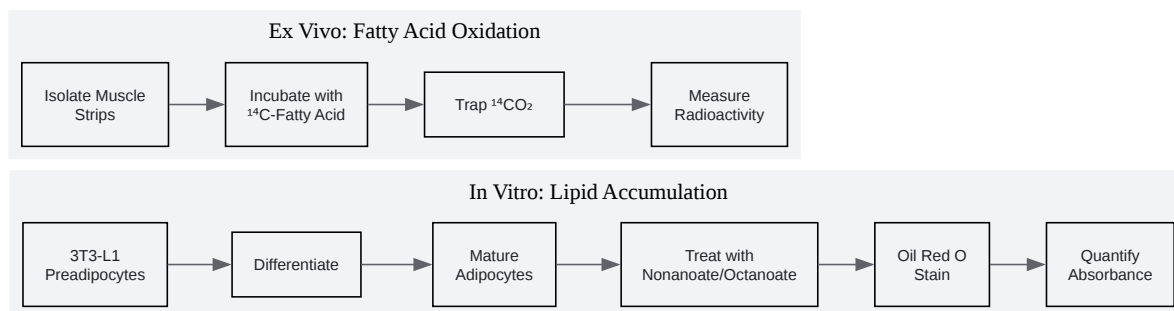 Ex Vivo: Fatty Acid Oxidation
Isolate Muscle
Strips
Incubate with
¹⁴C-Fatty Acid
Trap ¹⁴CO₂
Measure
Radioactivity
In Vitro: Lipid Accumulation
3T3-L1
Preadipocytes
Differentiate
Mature
Adipocytes
Treat with
Nonanoate/Octanoate
Oil Red O
Stain
Quantify
Absorbance